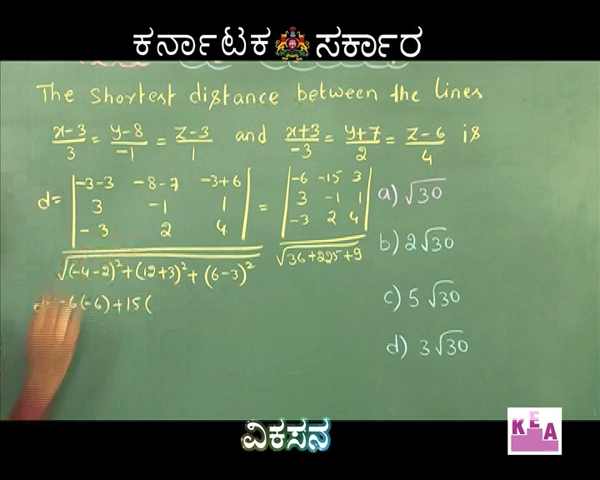 ಕರ್ನಾಟಕ ಸರ್ಕಾರ
The Shortest distance between the lines
x-3/3 = y-8/-1 = z-3/1 and x+3/-3 = y+7/2 = z-6/4 is
d= |-3-3 -8-7 -3+6| = |-6 -15 3|
|3 -1 1| |3 -1 1|
|-3 2 4| |-3 2 4|
√(-4-2)²+(12+3)²+(6-3)² √36+225+9
-6(-6)+15(
a) √30
b) 2√30
c) 5√30
d) 3√30
ವಿಕಸನ
KEA